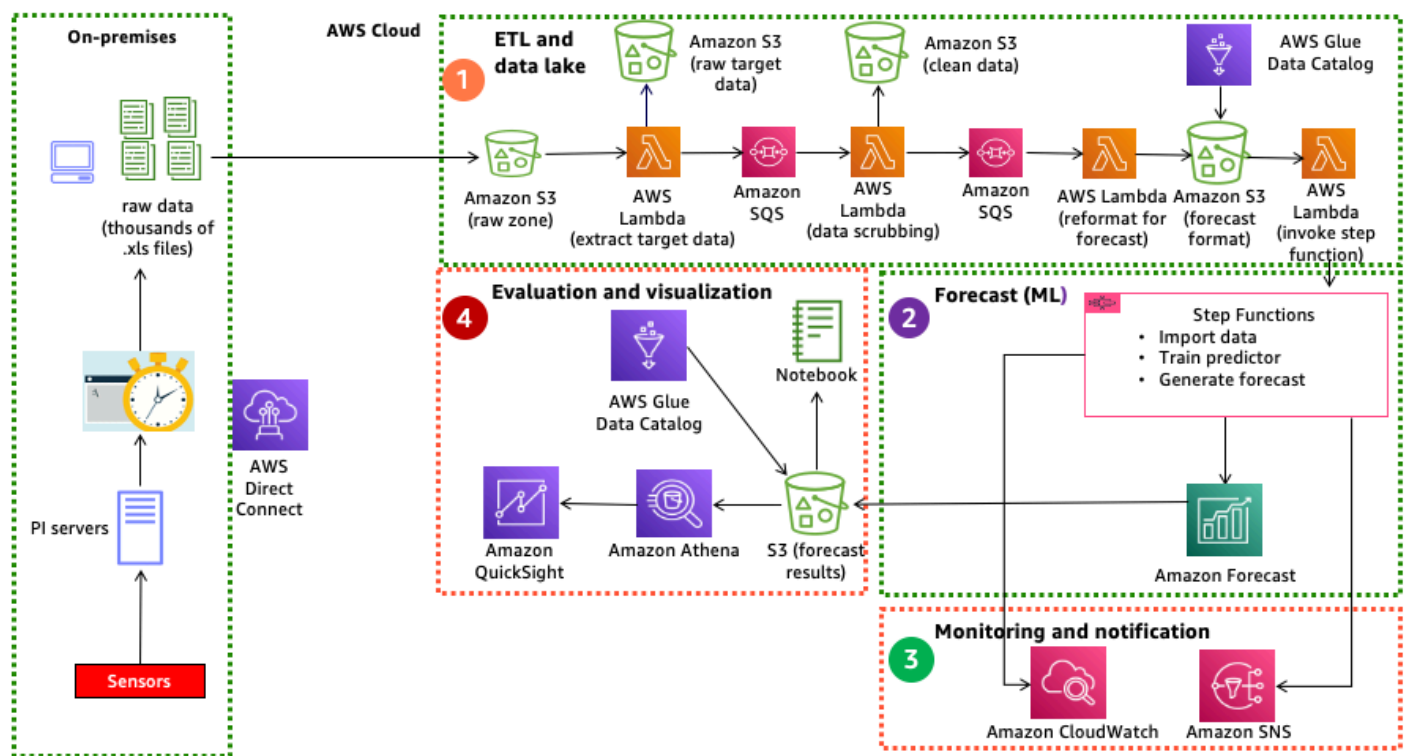 On-premises
raw data
(thousands of
.xls files)
PI servers
Sensors
AWS
Direct
Connect
AWS Cloud
1
ETL and
data lake
Amazon S3
(raw target
data)
Amazon S3
(clean data)
AWS Glue
Data Catalog
Amazon S3
(raw zone)
AWS
Lambda
(extract target data)
Amazon
SQS
AWS
Lambda
(data scrubbing)
Amazon
SQS
AWS Lambda
(reformat for
forecast)
Amazon S3
(forecast
format)
AWS
Lambda
(invoke step
function)
4
Evaluation and visualization
AWS Glue
Data Catalog
Notebook
Amazon
QuickSight
Amazon Athena
S3 (forecast
results)
2
Forecast (ML)
Step Functions
• Import data
• Train predictor
• Generate forecast
Amazon Forecast
3
Monitoring and notification
Amazon CloudWatch
Amazon SNS